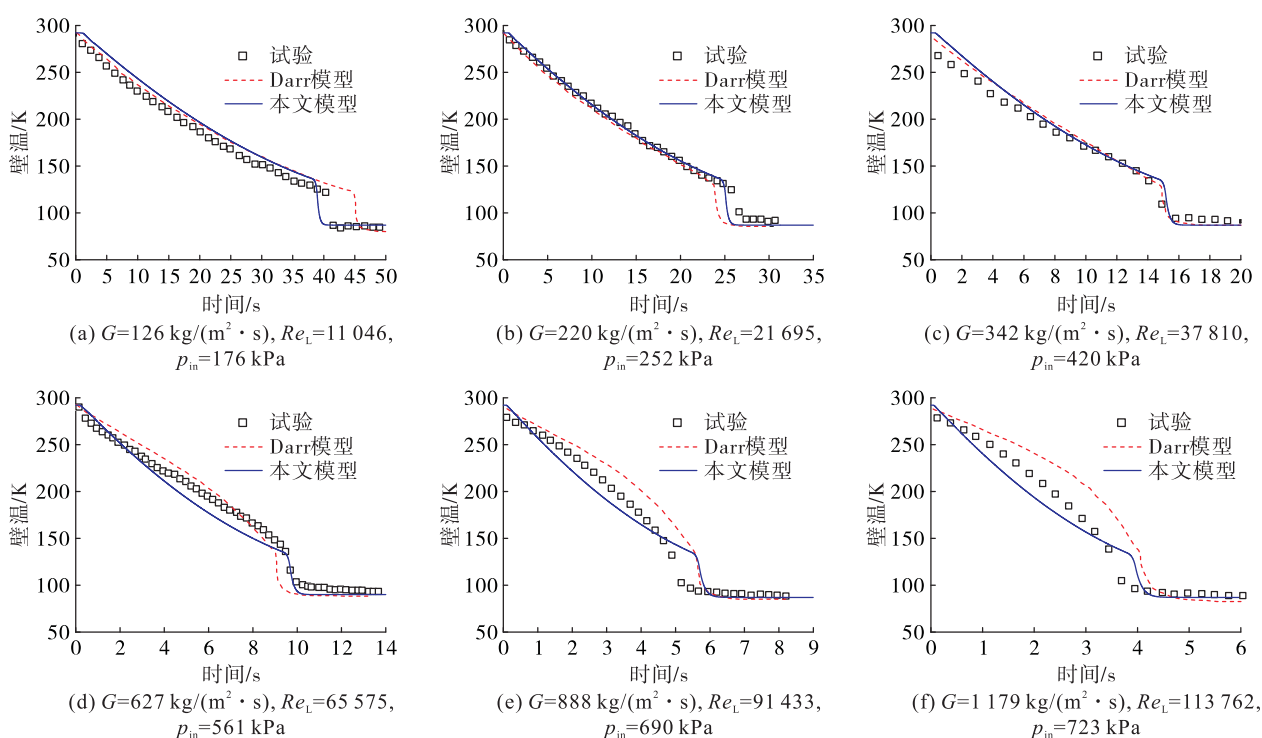 300
250
200
150
100
50
壁温/K
试验
Darr模型
本文模型
0 5 10 15 20 25 30 35 40 45 50
时间/s
(a) G=126 kg/(m²·s), Re_L=11 046,
p_in=176 kPa
300
250
200
150
100
50
壁温/K
试验
Darr模型
本文模型
0 5 10 15 20 25 30 35
时间/s
(b) G=220 kg/(m²·s), Re_L=21 695,
p_in=252 kPa
300
250
200
150
100
50
壁温/K
试验
Darr模型
本文模型
0 2 4 6 8 10 12 14 16 18 20
时间/s
(c) G=342 kg/(m²·s), Re_L=37 810,
p_in=420 kPa
300
250
200
150
100
50
壁温/K
试验
Darr模型
本文模型
0 2 4 6 8 10 12 14
时间/s
(d) G=627 kg/(m²·s), Re_L=65 575,
p_in=561 kPa
300
250
200
150
100
50
壁温/K
试验
Darr模型
本文模型
0 1 2 3 4 5 6 7 8 9
时间/s
(e) G=888 kg/(m²·s), Re_L=91 433,
p_in=690 kPa
300
250
200
150
100
50
壁温/K
试验
Darr模型
本文模型
0 1 2 3 4 5 6
时间/s
(f) G=1 179 kg/(m²·s), Re_L=113 762,
p_in=723 kPa